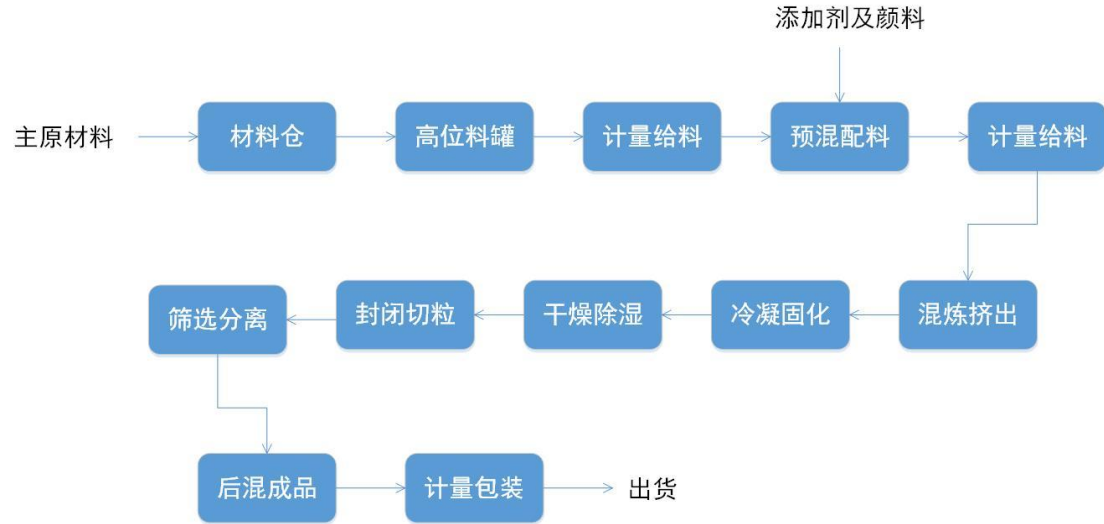 添加剂及颜料
主原材料
材料仓
高位料罐
计量给料
预混配料
计量给料
混炼挤出
冷凝固化
干燥除湿
封闭切粒
筛选分离
后混成品
计量包装
出货